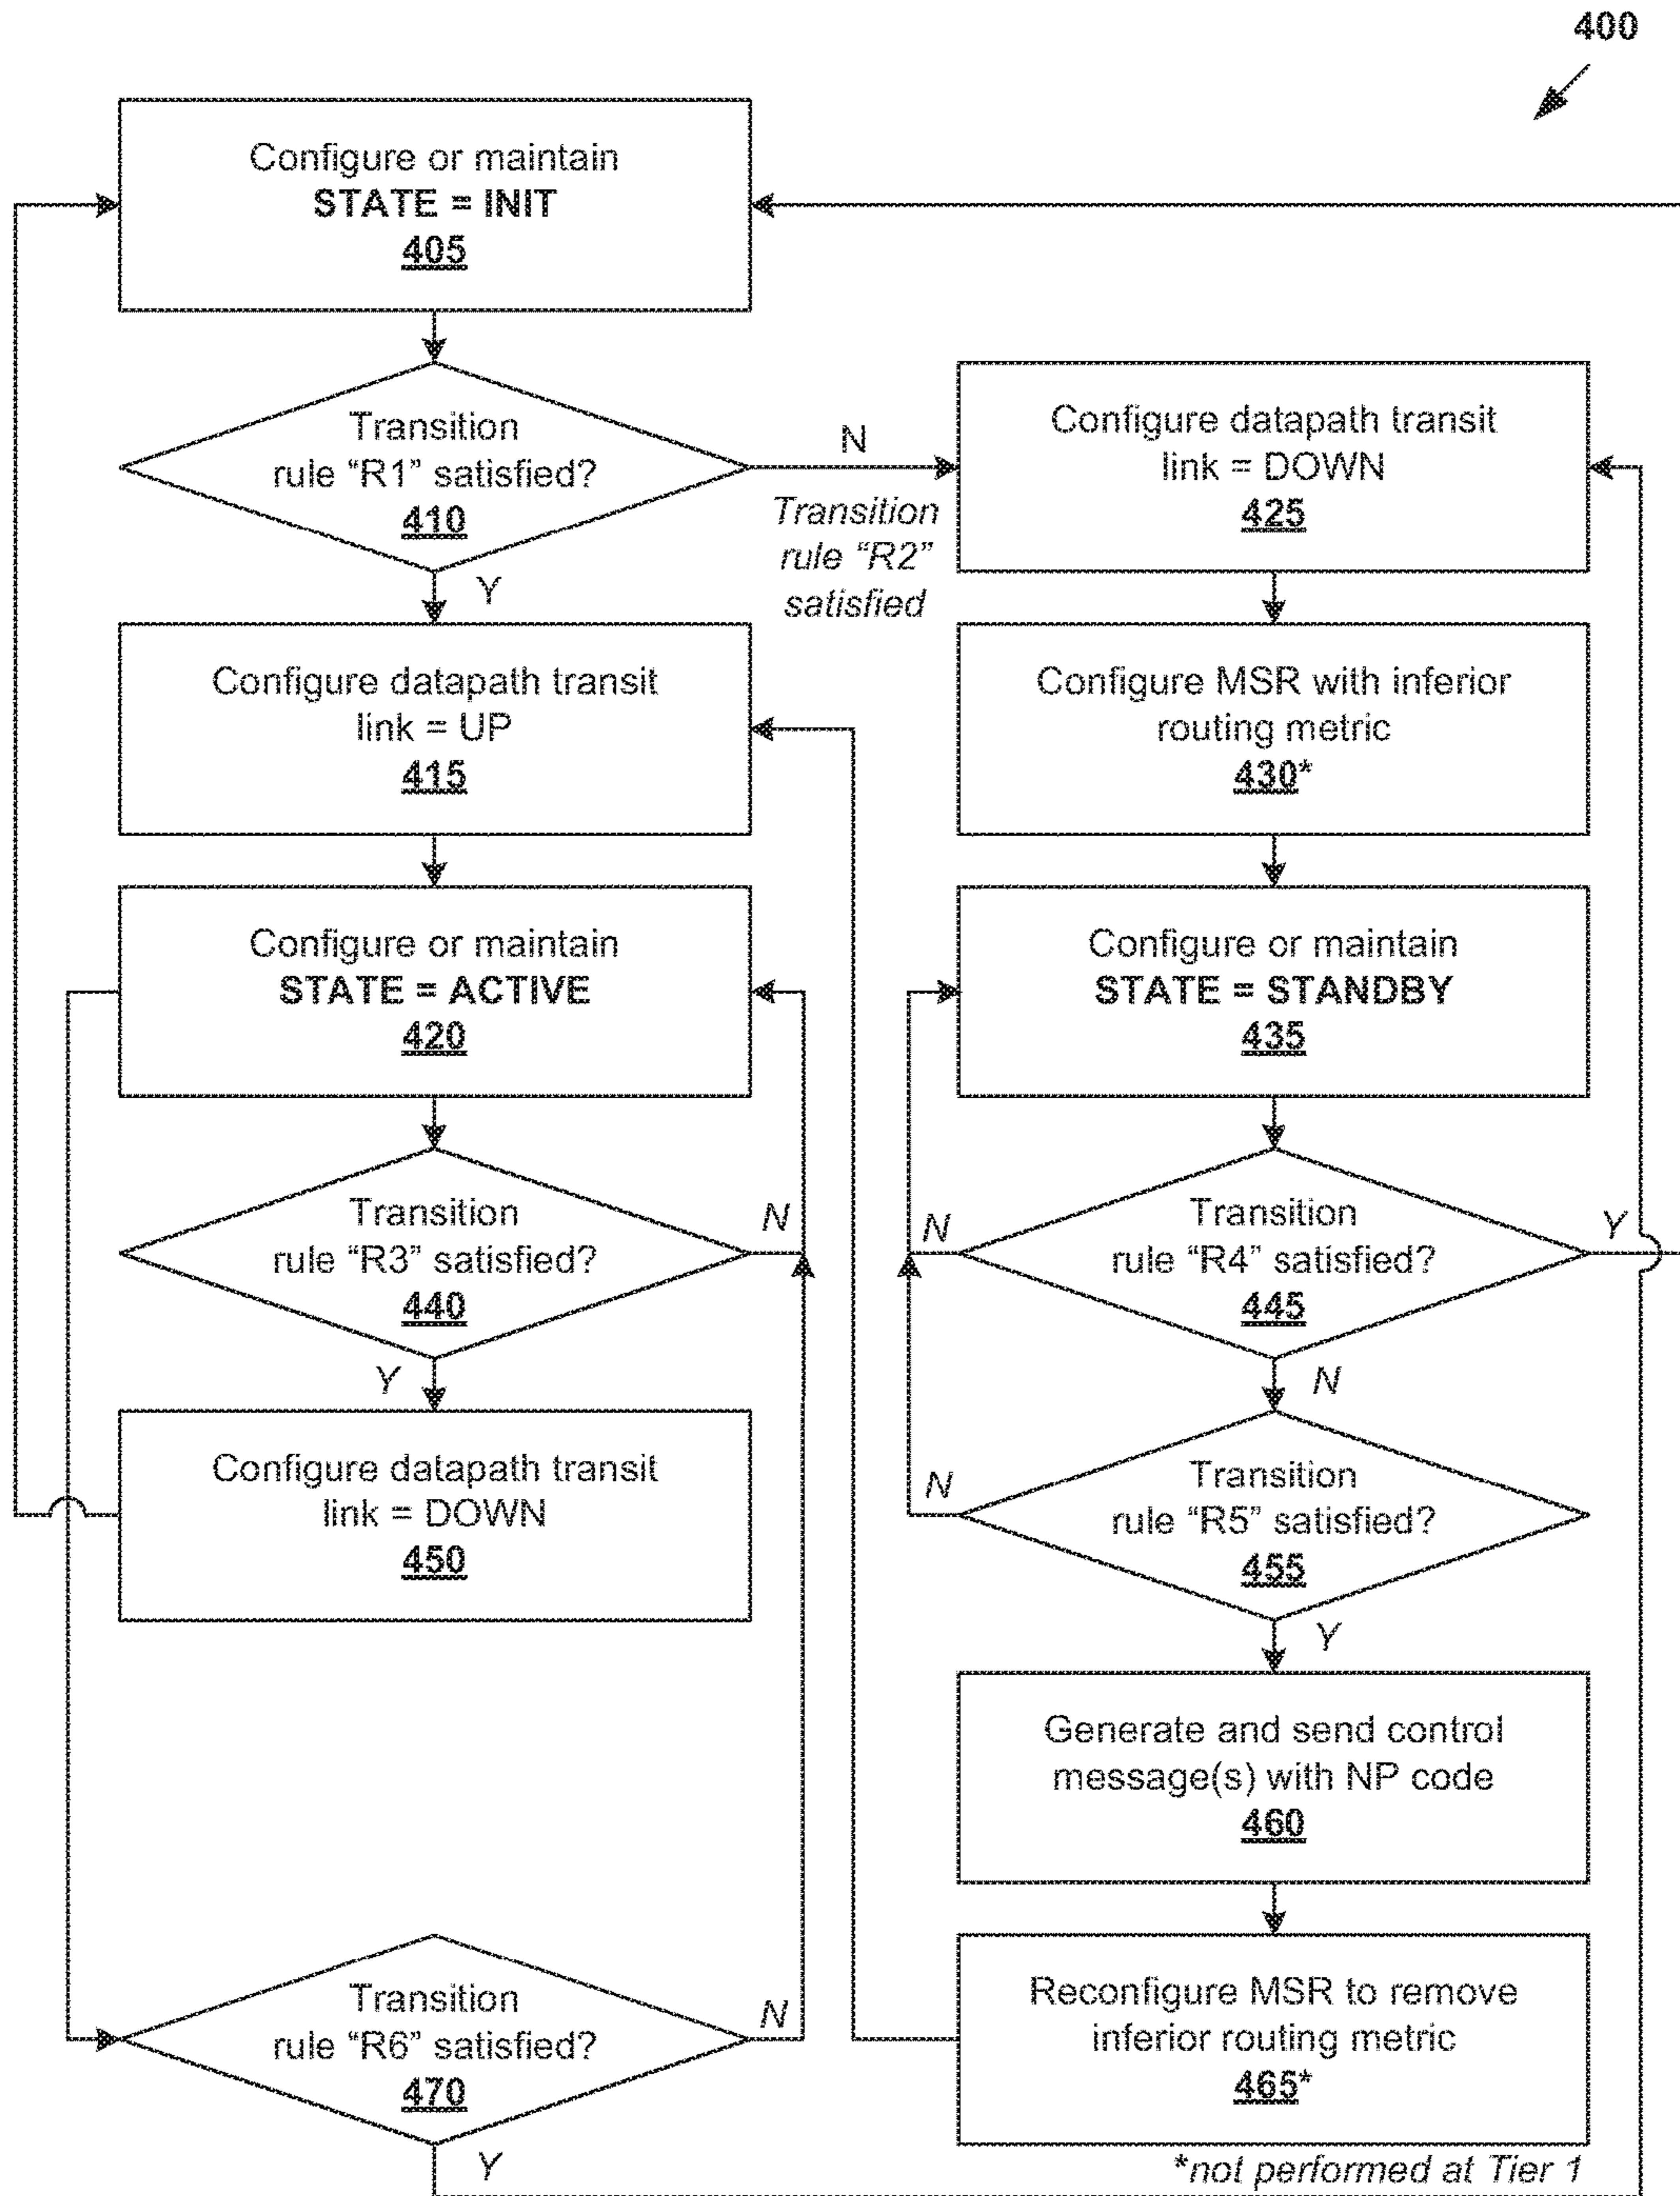 400
Configure or maintain
STATE = INIT
405
Transition
rule “R1” satisfied?
410
N
Transition
rule “R2”
satisfied
Y
Configure datapath transit
link = DOWN
425
Configure datapath transit
link = UP
415
Configure MSR with inferior
routing metric
430*
Configure or maintain
STATE = ACTIVE
420
Configure or maintain
STATE = STANDBY
435
Transition
rule “R3” satisfied?
440
N
Y
N
Transition
rule “R4” satisfied?
445
Y
N
Configure datapath transit
link = DOWN
450
N
Transition
rule “R5” satisfied?
455
Y
Generate and send control
message(s) with NP code
460
Transition
rule “R6” satisfied?
470
N
Y
Reconfigure MSR to remove
inferior routing metric
465*
*not performed at Tier 1